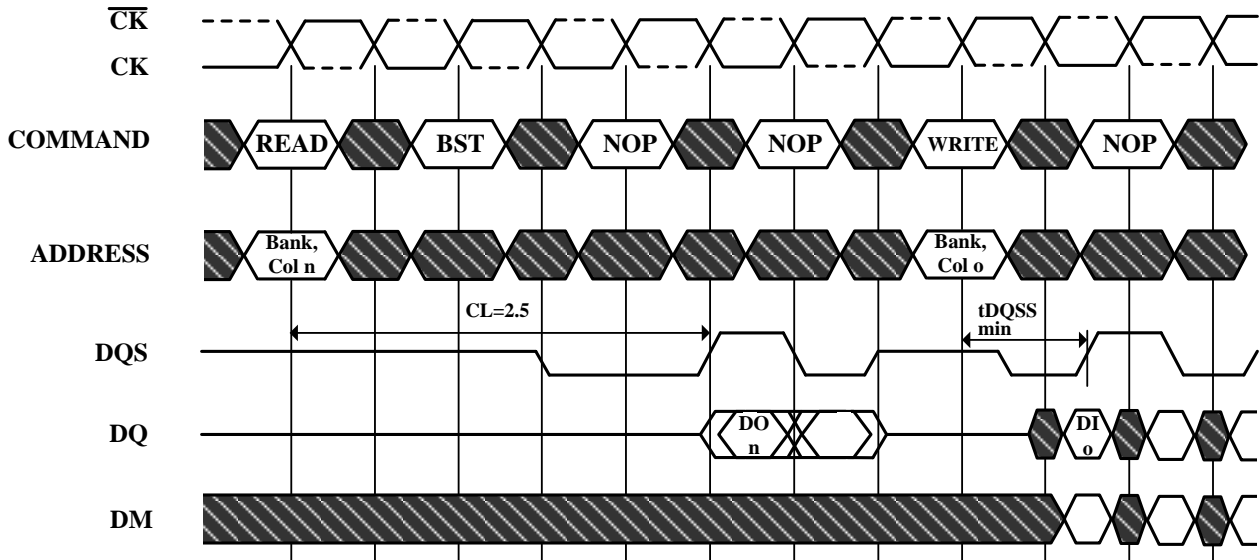 CK
CK
COMMAND
READ
BST
NOP
NOP
WRITE
NOP
ADDRESS
Bank,
Col n
Bank,
Col o
CL=2.5
tDQSS
min
DQS
DQ
DO
n
DI
o
DM